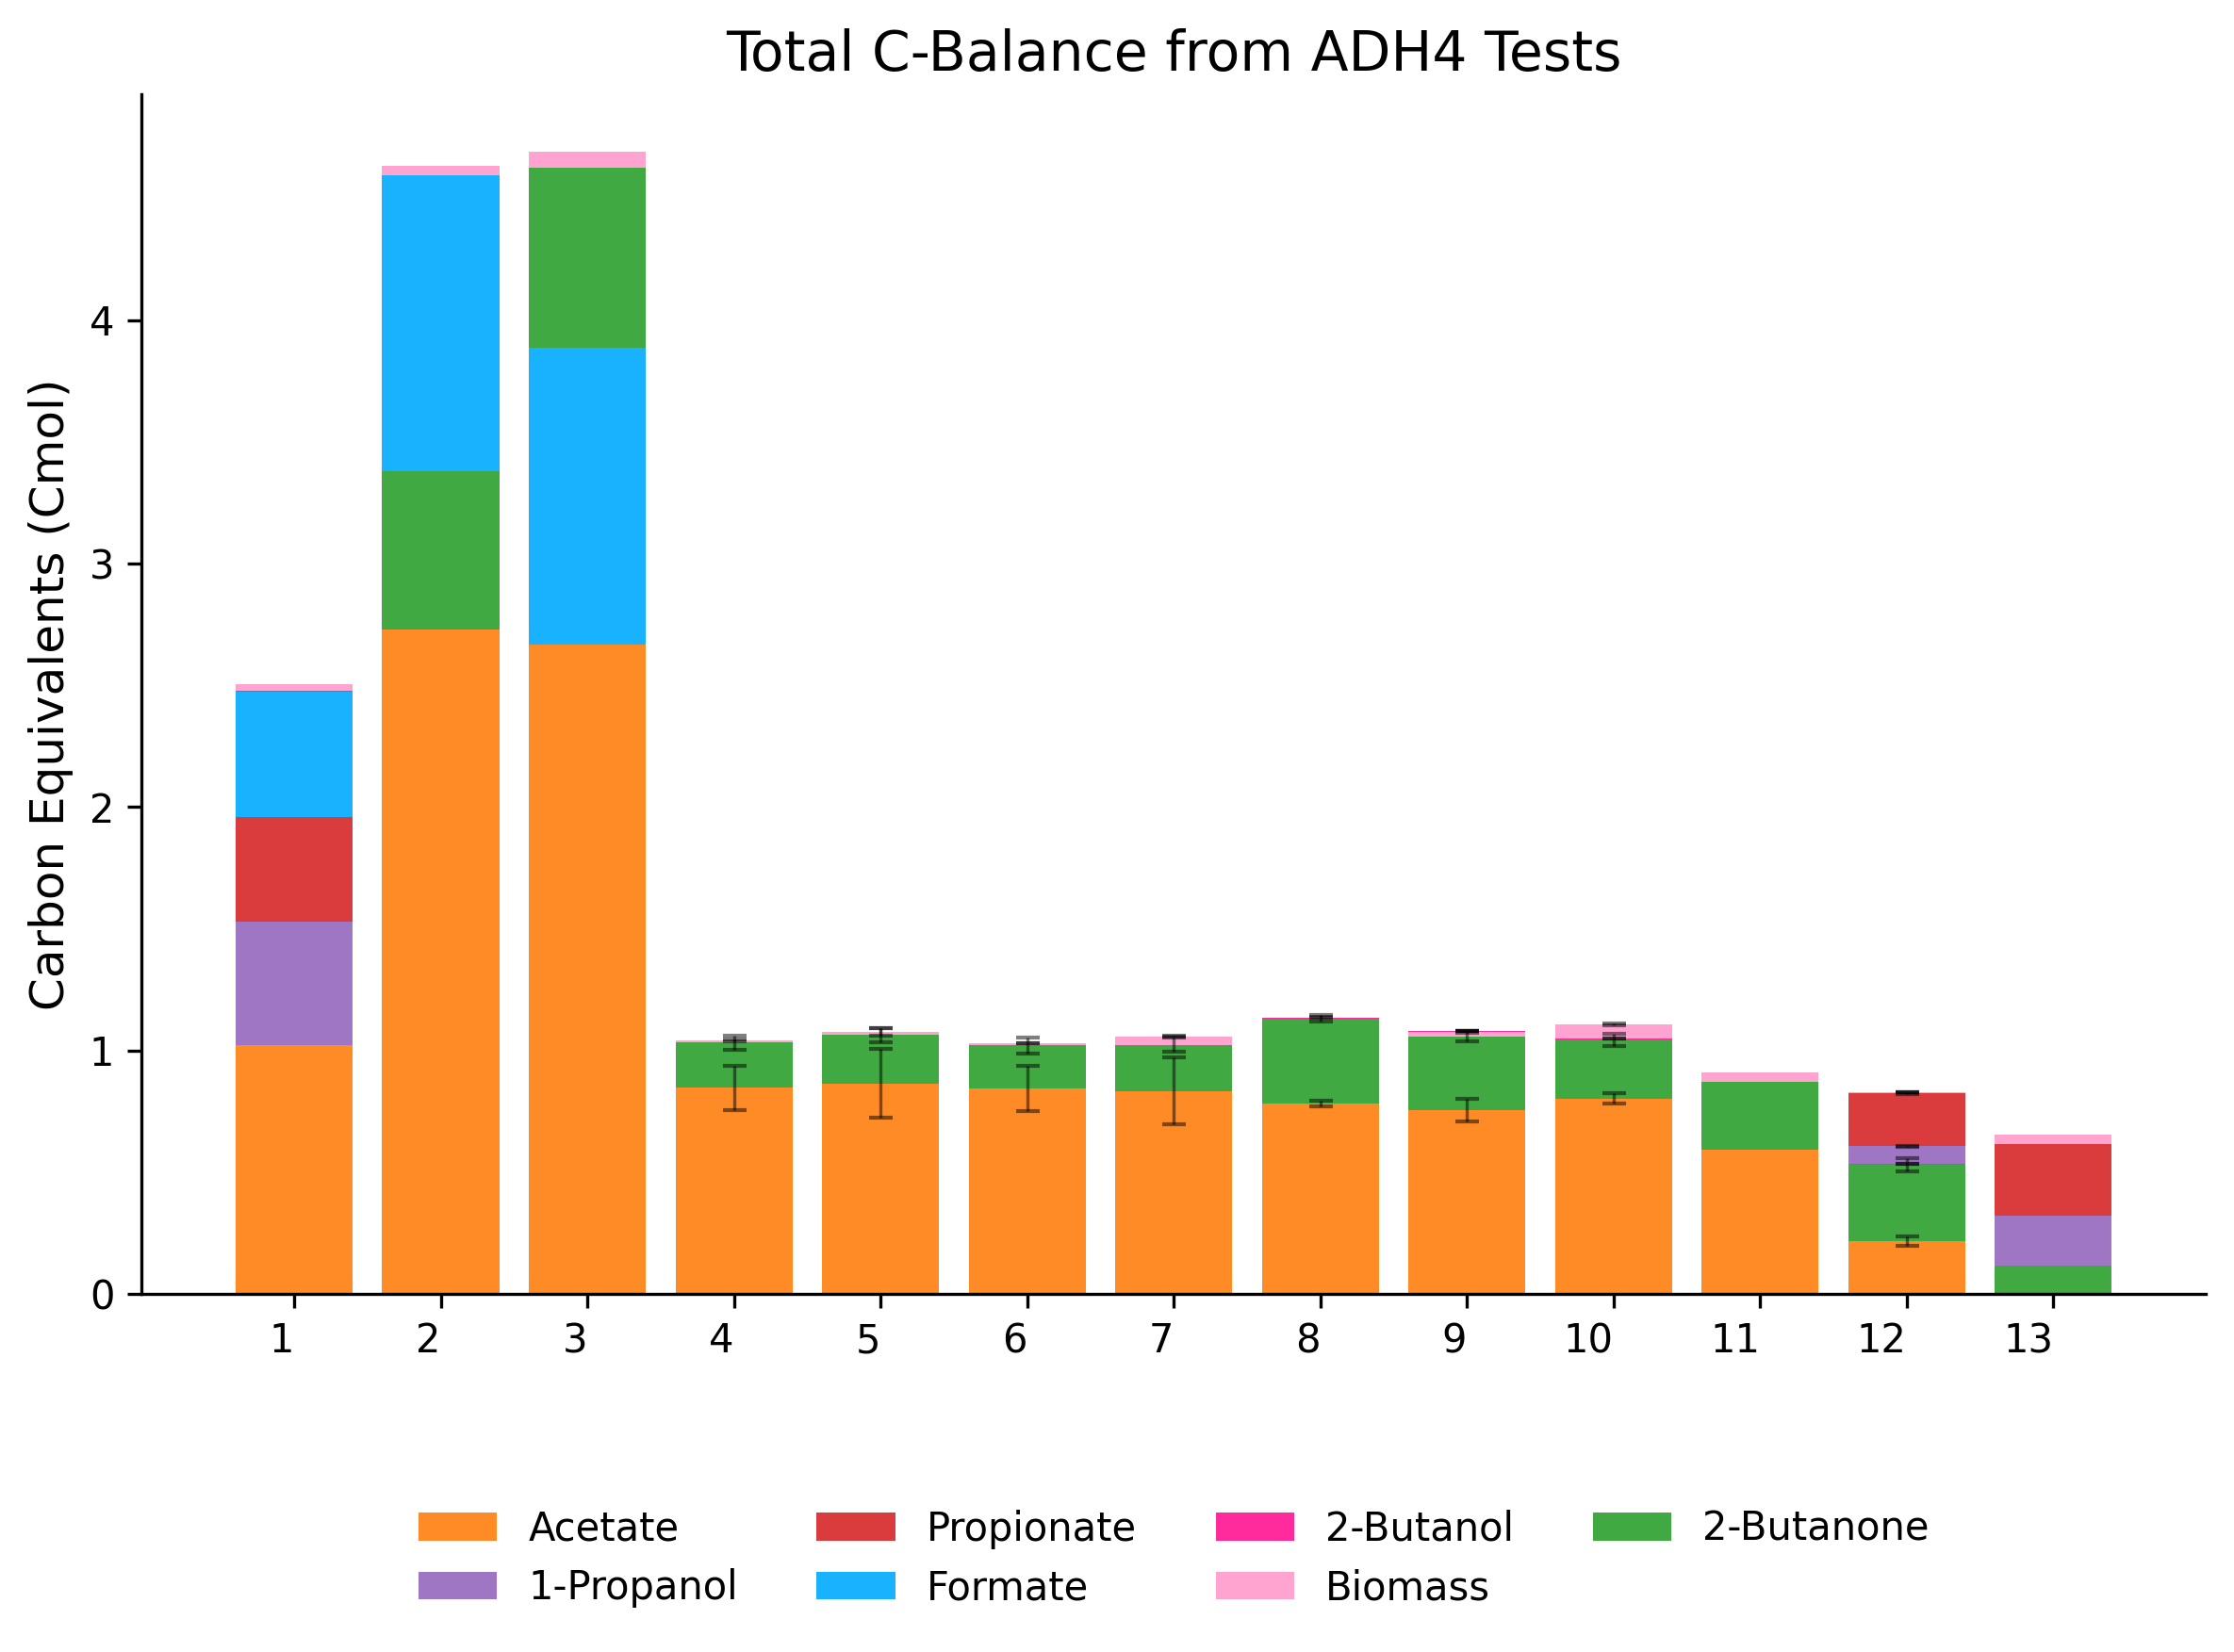 Total C-Balance from ADH4 Tests
Carbon Equivalents (Cmol)
4
3
2
1
0
1 2 3 4 5 6 7 8 9 10 11 12 13
Acetate Propionate 2-Butanol 2-Butanone
1-Propanol Formate Biomass